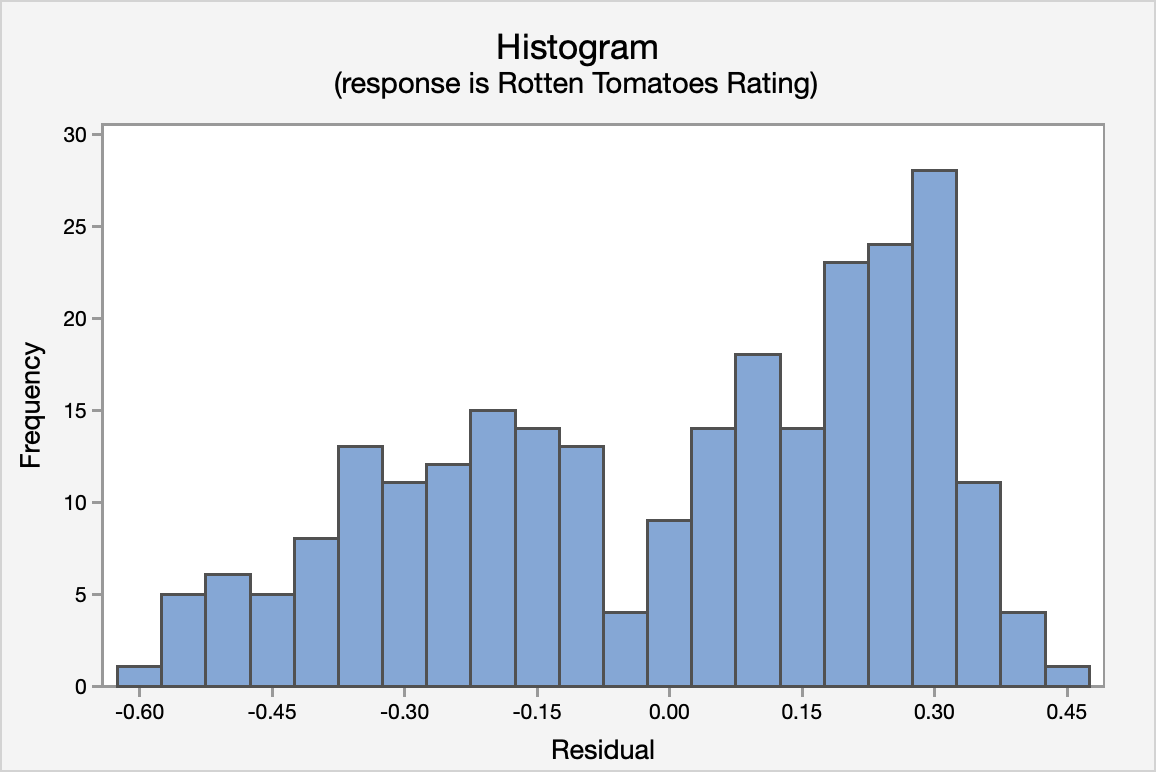 Histogram
(response is Rotten Tomatoes Rating)
30
25
20
15
10
5
0
Frequency
-0.60 -0.45 -0.30 -0.15 0.00 0.15 0.30 0.45
Residual